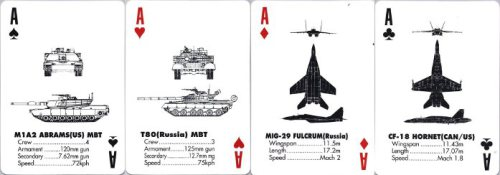 A
M1A2 ABRAMS(US) MBT
Crew..........................4
Armament.........120mm gun
Secondary.......7.62mm gun
Speed......................72kph
A
A
T80(Russia) MBT
Crew..........................3
Armament.........125mm gun
Secondary.......12.7mm mg
Speed......................75kph
A
A
MIG-29 FULCRUM(Russia)
Wingspan..................11.5m
Length......................17.2m
Speed......................Mach 2
A
A
CF-18 HORNET(CAN/US)
Wingspan................11.43m
Length....................17.07m
Speed...................Mach 1.8
A